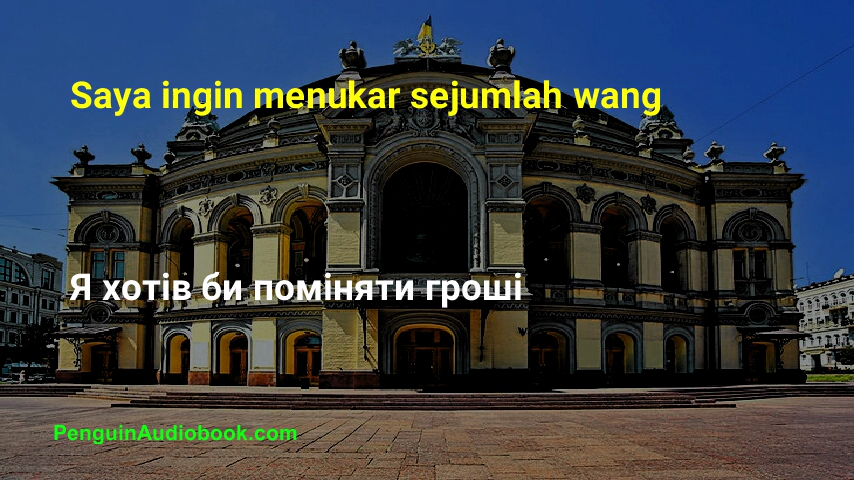 Saya ingin menukar sejumlah wang
Я хотів би поміняти гроші
PenguinAudiobook.com